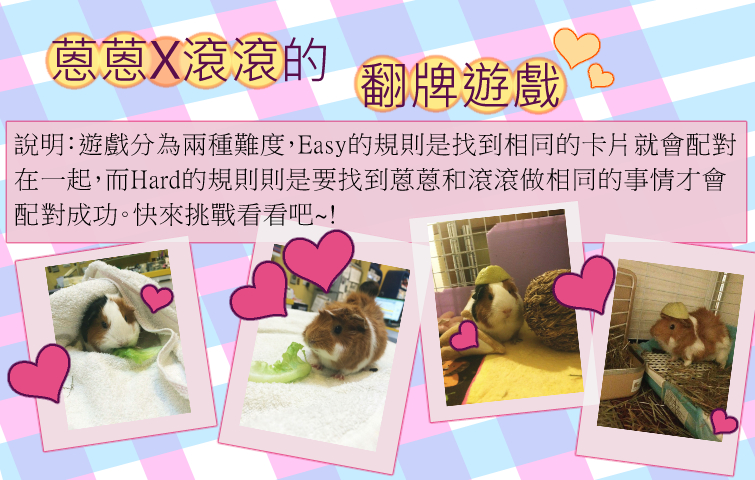 蔥蔥X滾滾的
翻牌遊戲
說明：遊戲分為兩種難度，Easy的規則是找到相同的卡片就會配對
在一起，而Hard的規則則是要找到蔥蔥和滾滾做相同的事情才會
配對成功。快來挑戰看看吧~!